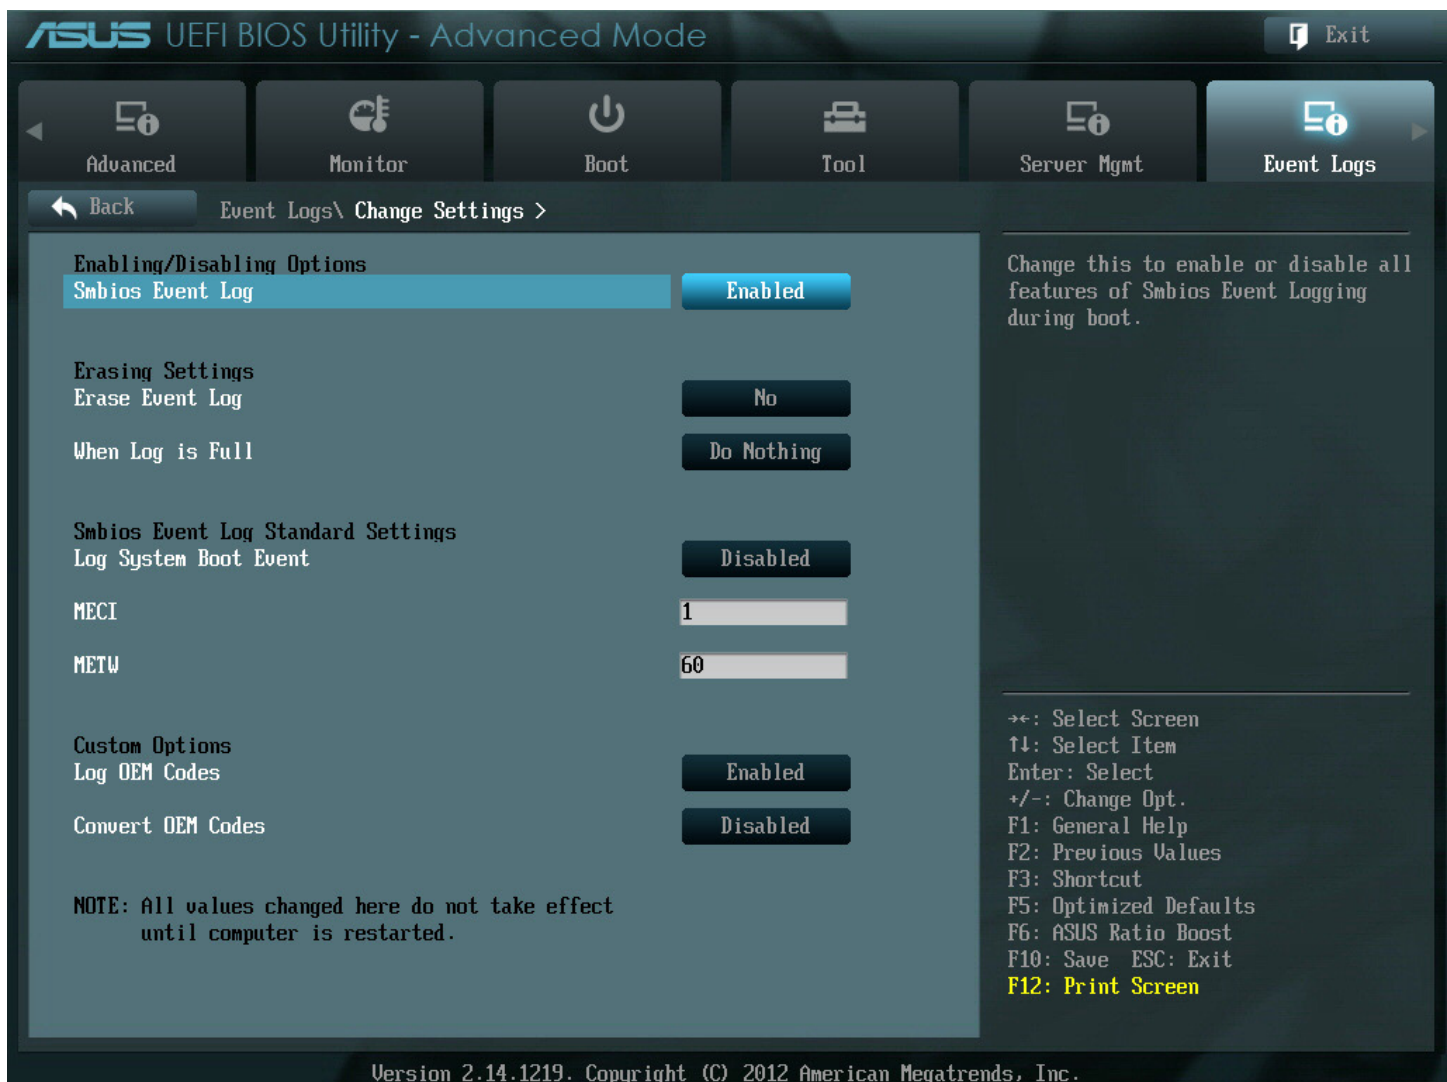 ASUS UEFI BIOS Utility - Advanced Mode
Exit
Advanced
Monitor
Boot
Tool
Server Mgmt
Event Logs
Back
Event Logs\ Change Settings >
Enabling/Disabling Options
Smbios Event Log
Enabled
Erasing Settings
Erase Event Log
No
When Log is Full
Do Nothing
Smbios Event Log Standard Settings
Log System Boot Event
Disabled
MECI
1
METW
60
Custom Options
Log OEM Codes
Enabled
Convert OEM Codes
Disabled
NOTE: All values changed here do not take effect
until computer is restarted.
Change this to enable or disable all
features of Smbios Event Logging
during boot.
→←: Select Screen
↑↓: Select Item
Enter: Select
+/-: Change Opt.
F1: General Help
F2: Previous Values
F3: Shortcut
F5: Optimized Defaults
F6: ASUS Ratio Boost
F10: Save ESC: Exit
F12: Print Screen
Version 2.14.1219. Copyright (C) 2012 American Megatrends, Inc.